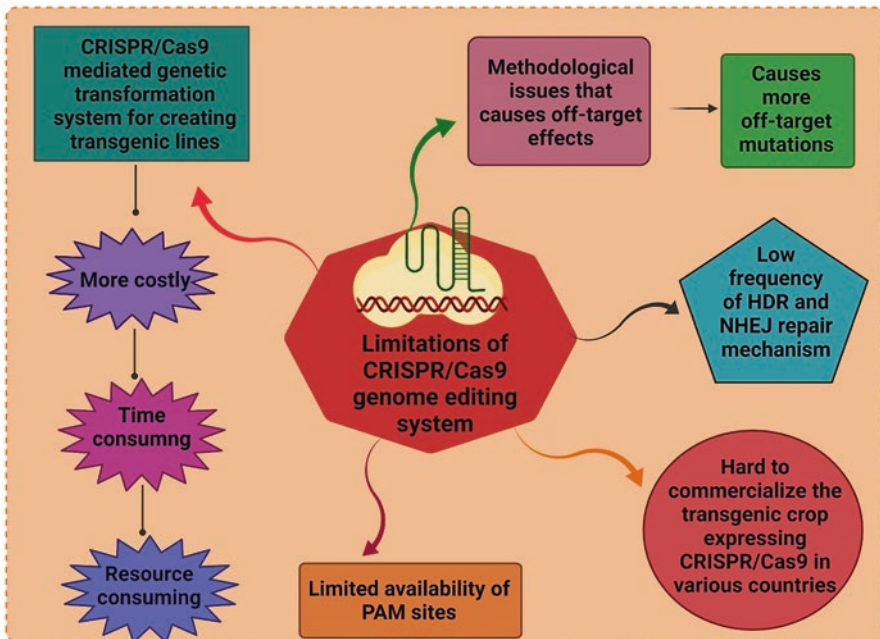 CRISPR/Cas9
mediated genetic
transformation
system for creating
transgenic lines
More costly
Time
consumng
Resource
consuming
Methodological
issues that
causes off-target
effects
Causes
more
off-target
mutations
Limitations of
CRISPR/Cas9
genome editing
system
Low
frequency
of HDR and
NHEJ repair
mechanism
Hard to
commercialize the
transgenic crop
expressing
CRISPR/Cas9 in
various countries
Limited availability of
PAM sites